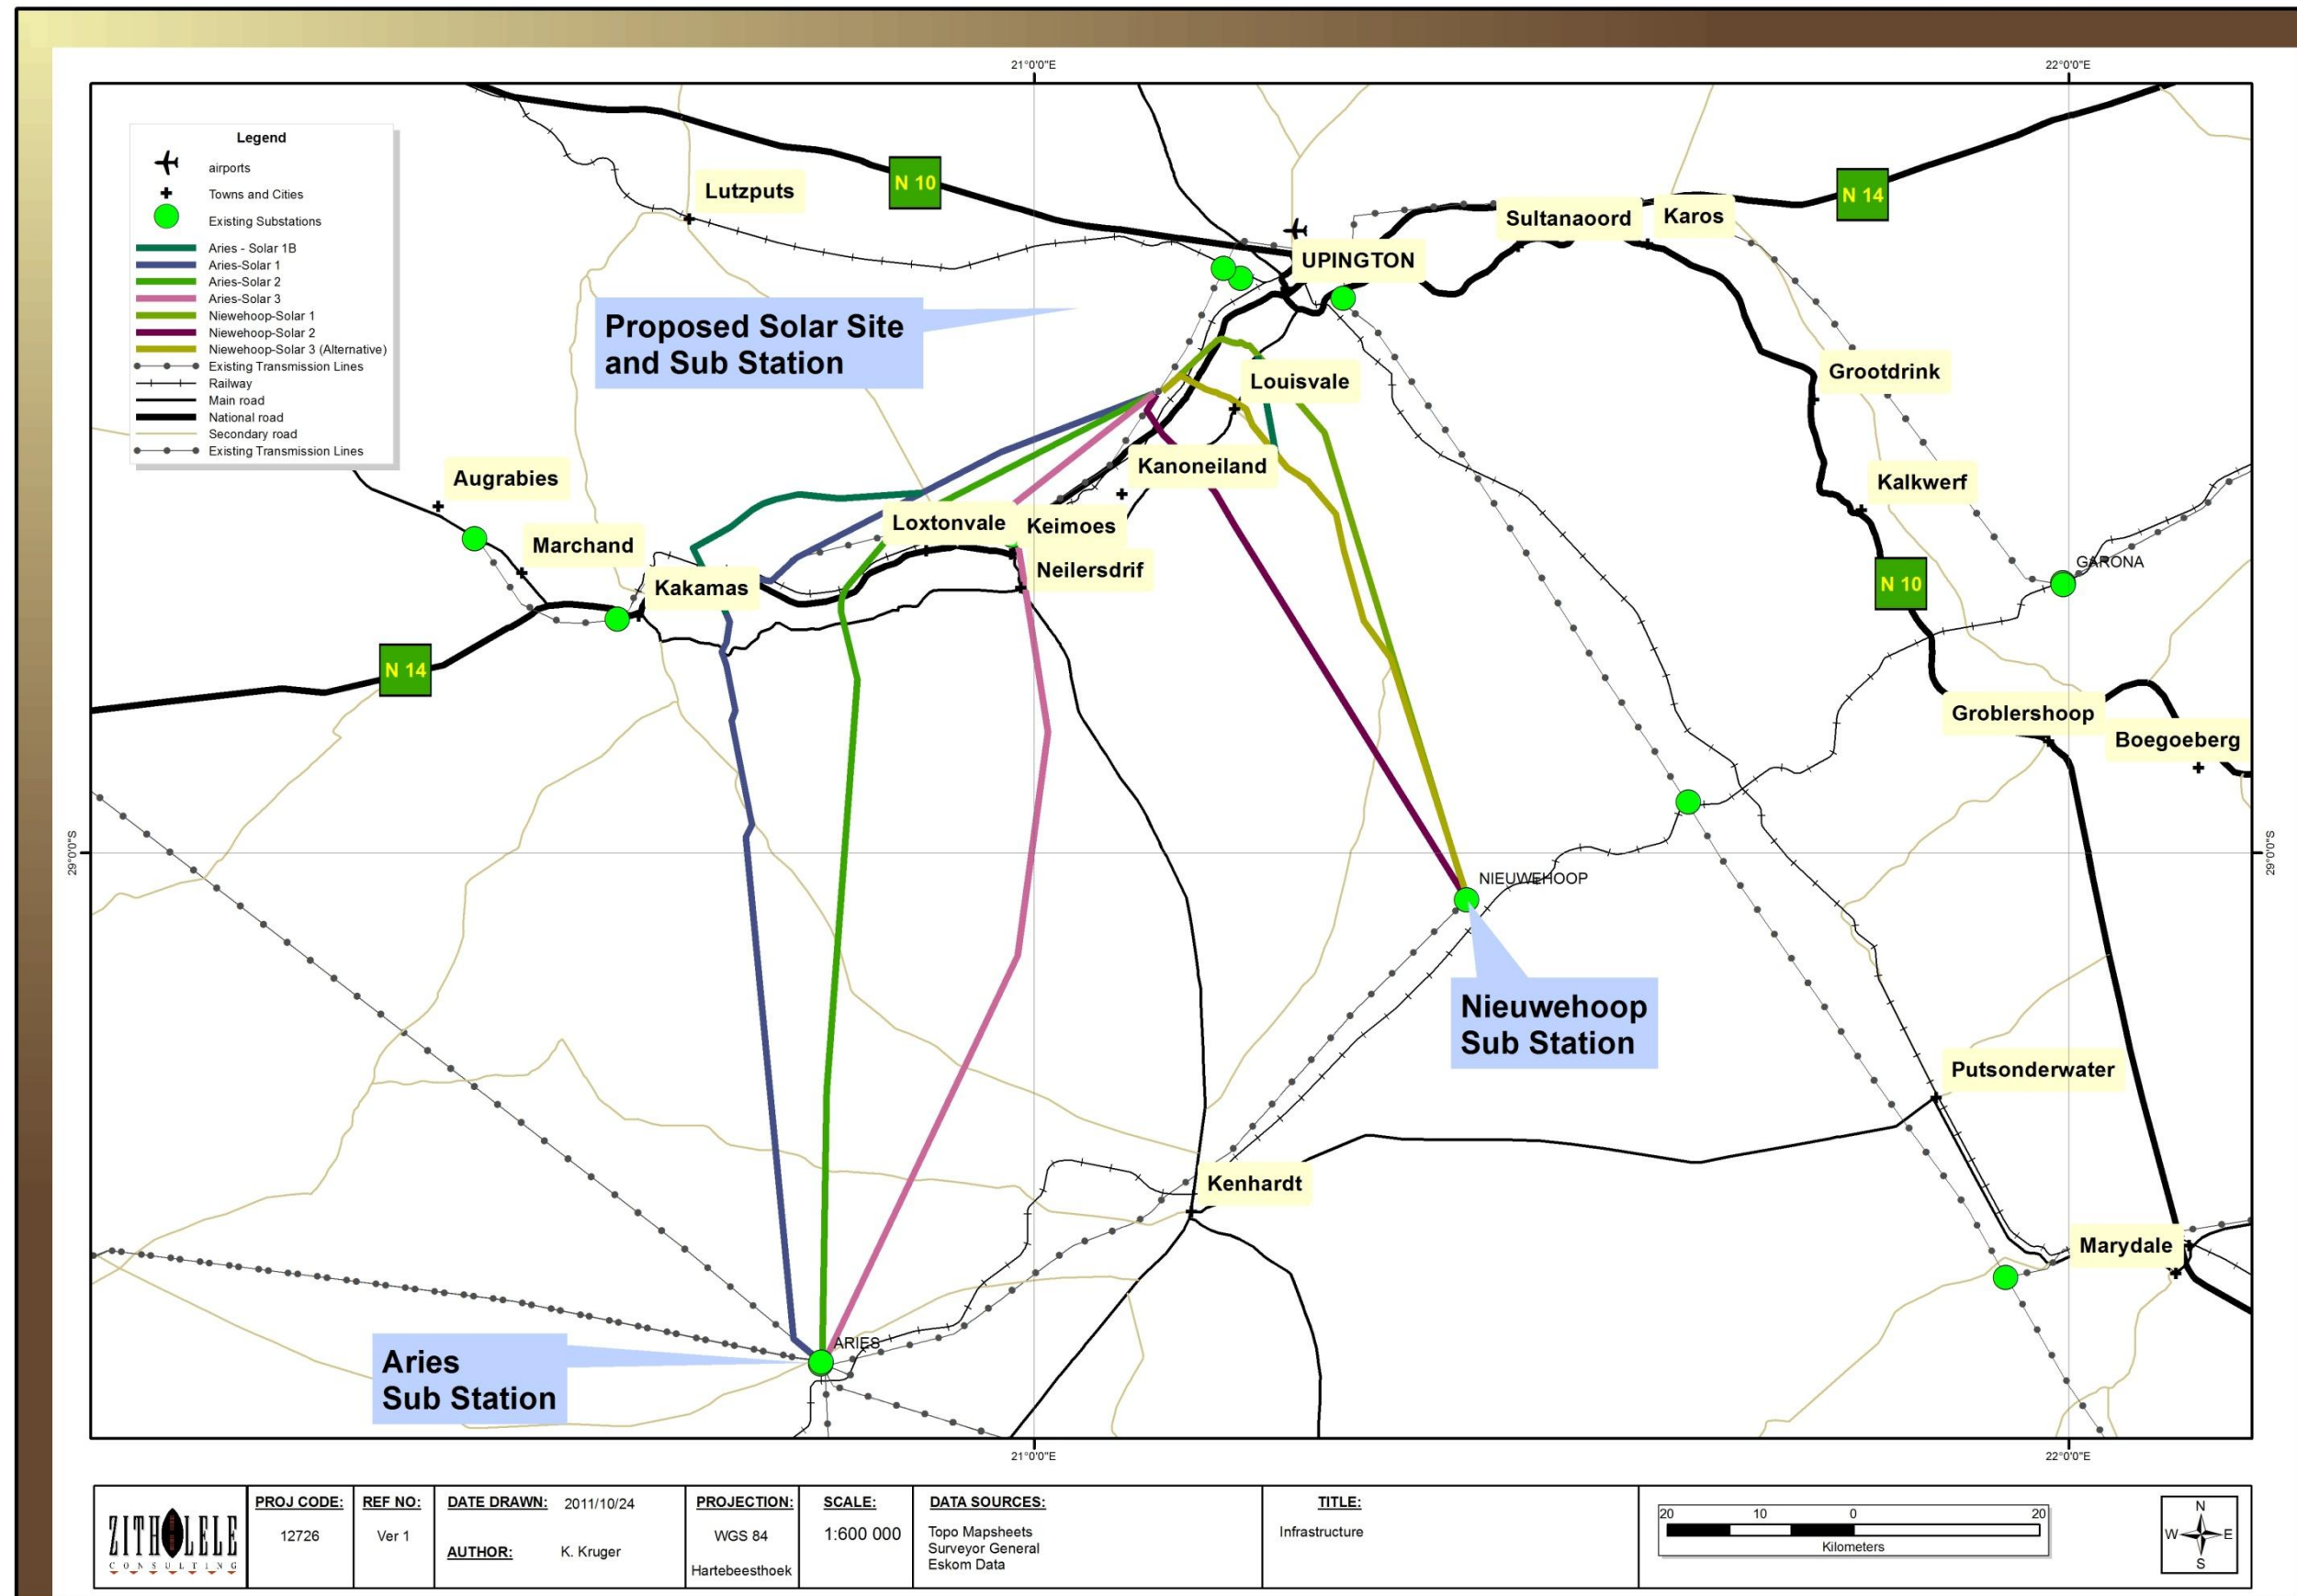 21°0'0"E
22°0'0"E
Legend
airports
Towns and Cities
Existing Substations
Aries - Solar 1B
Aries-Solar 1
Aries-Solar 2
Aries-Solar 3
Niewehoop-Solar 1
Niewehoop-Solar 2
Niewehoop-Solar 3 (Alternative)
Existing Transmission Lines
Railway
Main road
National road
Secondary road
Existing Transmission Lines
N 10
N 14
Lutzputs
Sultanaoord
Karos
UPINGTON
Proposed Solar Site
and Sub Station
Louisvale
Grootdrink
Augrabies
Kanoneiland
Kalkwerf
Loxtonvale
Keimoes
Marchand
Neilersdrif
Kakamas
GARONA
N 10
N 14
Groblershoop
Boegoeberg
29°0'0"S
29°0'0"S
NIEUWEHOOP
Nieuwehoop
Sub Station
Putsonderwater
Kenhardt
Marydale
ARIES
Aries
Sub Station
21°0'0"E
22°0'0"E
ZITHOLELE
CONSULTING
PROJ CODE:
12726
REF NO:
Ver 1
DATE DRAWN: 2011/10/24
AUTHOR: K. Kruger
PROJECTION:
WGS 84
Hartebeesthoek
SCALE:
1:600 000
DATA SOURCES:
Topo Mapsheets
Surveyor General
Eskom Data
TITLE:
Infrastructure
20 10 0 20
Kilometers
N
W E
S